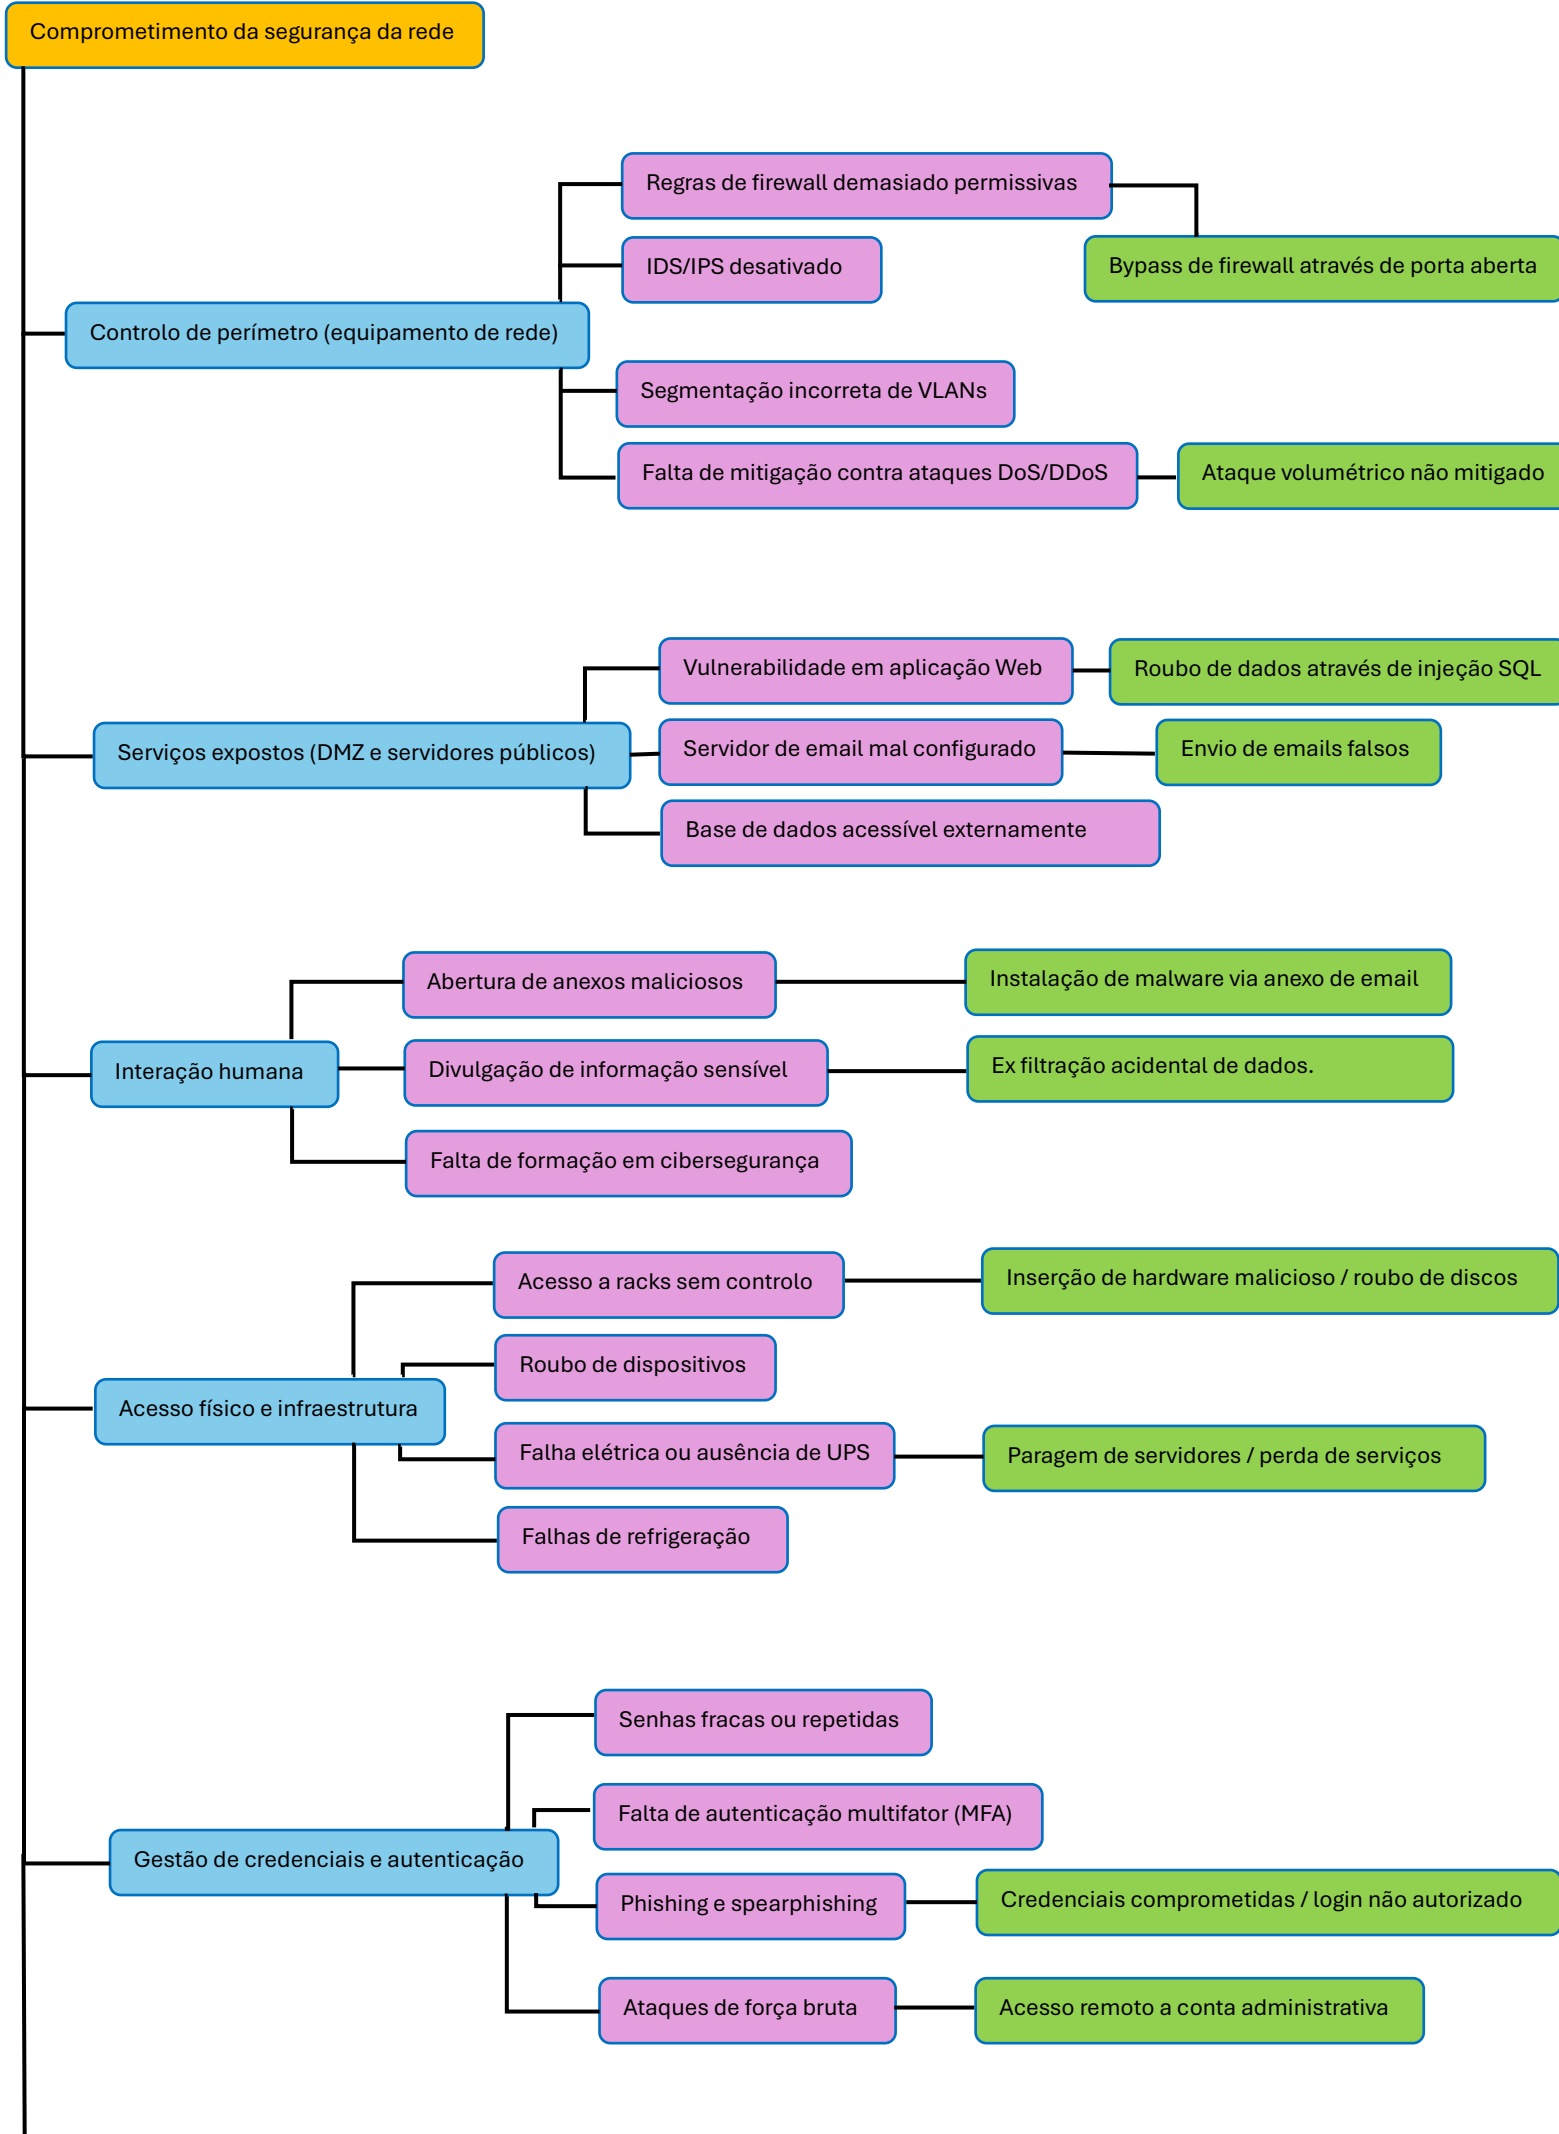 Comprometimento da segurança da rede
Regras de firewall demasiado permissivas
IDS/IPS desativado
Bypass de firewall através de porta aberta
Controlo de perímetro (equipamento de rede)
Segmentação incorreta de VLANs
Falta de mitigação contra ataques DoS/DDoS
Ataque volumétrico não mitigado
Vulnerabilidade em aplicação Web
Roubo de dados através de injeção SQL
Serviços expostos (DMZ e servidores públicos)
Servidor de email mal configurado
Envio de emails falsos
Base de dados acessível externamente
Abertura de anexos maliciosos
Instalação de malware via anexo de email
Interação humana
Divulgação de informação sensível
Ex filtração acidental de dados.
Falta de formação em cibersegurança
Acesso a racks sem controlo
Inserção de hardware malicioso / roubo de discos
Roubo de dispositivos
Acesso físico e infraestrutura
Falha elétrica ou ausência de UPS
Paragem de servidores / perda de serviços
Falhas de refrigeração
Senhas fracas ou repetidas
Falta de autenticação multifator (MFA)
Gestão de credenciais e autenticação
Phishing e spearphishing
Credenciais comprometidas / login não autorizado
Ataques de força bruta
Acesso remoto a conta administrativa